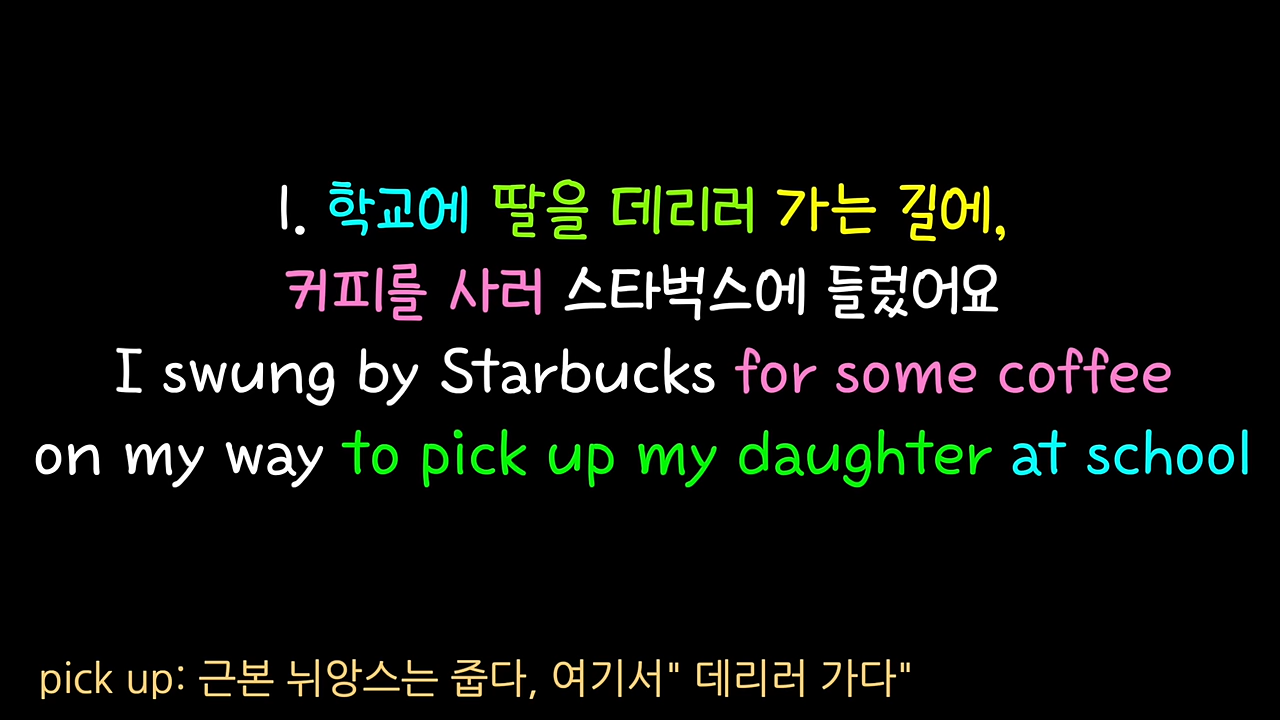 1. 학교에 딸을 데리러 가는 길에,
커피를 사러 스타벅스에 들렀어요
I swung by Starbucks for some coffee
on my way to pick up my daughter at school
pick up: 근본 뉘앙스는 줍다, 여기서" 데리러 가다"